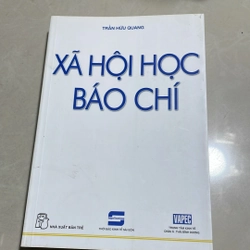 TRẦN HỮU QUANG
XÃ HỘI HỌC
BÁO CHÍ
NHÀ XUẤT BẢN TRẺ
S
VAPEC